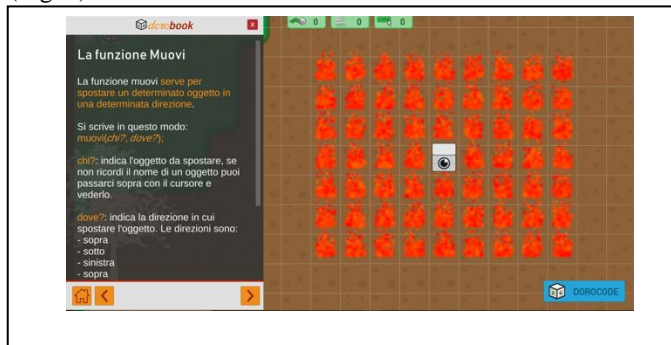 dorobook
x
0
0
0
La funzione Muovi
La funzione muovi serve per
spostare un determinato oggetto in
una determinata direzione.
Si scrive in questo modo:
muovi(chi?, dove?);
chi?: indica l'oggetto da spostare, se
non ricordi il nome di un oggetto puoi
passarci sopra con il cursore e
vederlo.
dove?: indica la direzione in cui
spostare l'oggetto. Le direzioni sono:
- sopra
- sotto
- sinistra
- sopra
DOROCODE